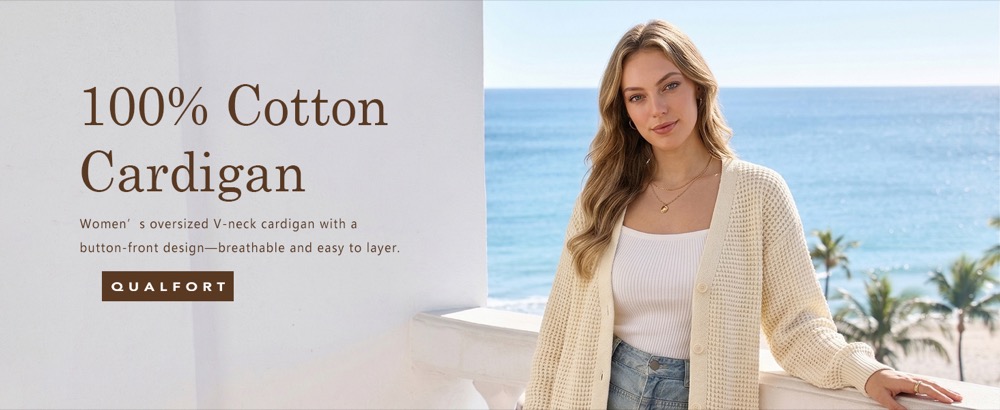 100% Cotton
Cardigan
Women’s oversized V-neck cardigan with a
button-front design—breathable and easy to layer.
QUALFORT